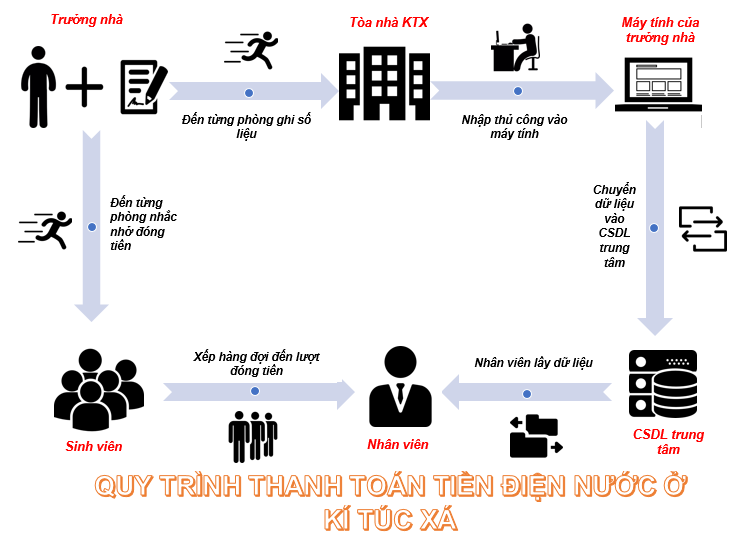 Trưởng nhà
Tòa nhà KTX
Máy tính của
trưởng nhà
Đến từng phòng ghi số
liệu
Nhập thủ công vào
máy tính
Đến từng
phòng nhắc
nhở đóng
tiền
Chuyển
dữ liệu
vào
CSDL
trung
tâm
Xếp hàng đợi đến lượt
đóng tiền
Nhân viên lấy dữ liệu
Sinh viên
Nhân viên
CSDL trung
tâm
QUY TRÌNH THANH TOÁN TIỀN ĐIỆN NƯỚC Ở
KÍ TÚC XÁ